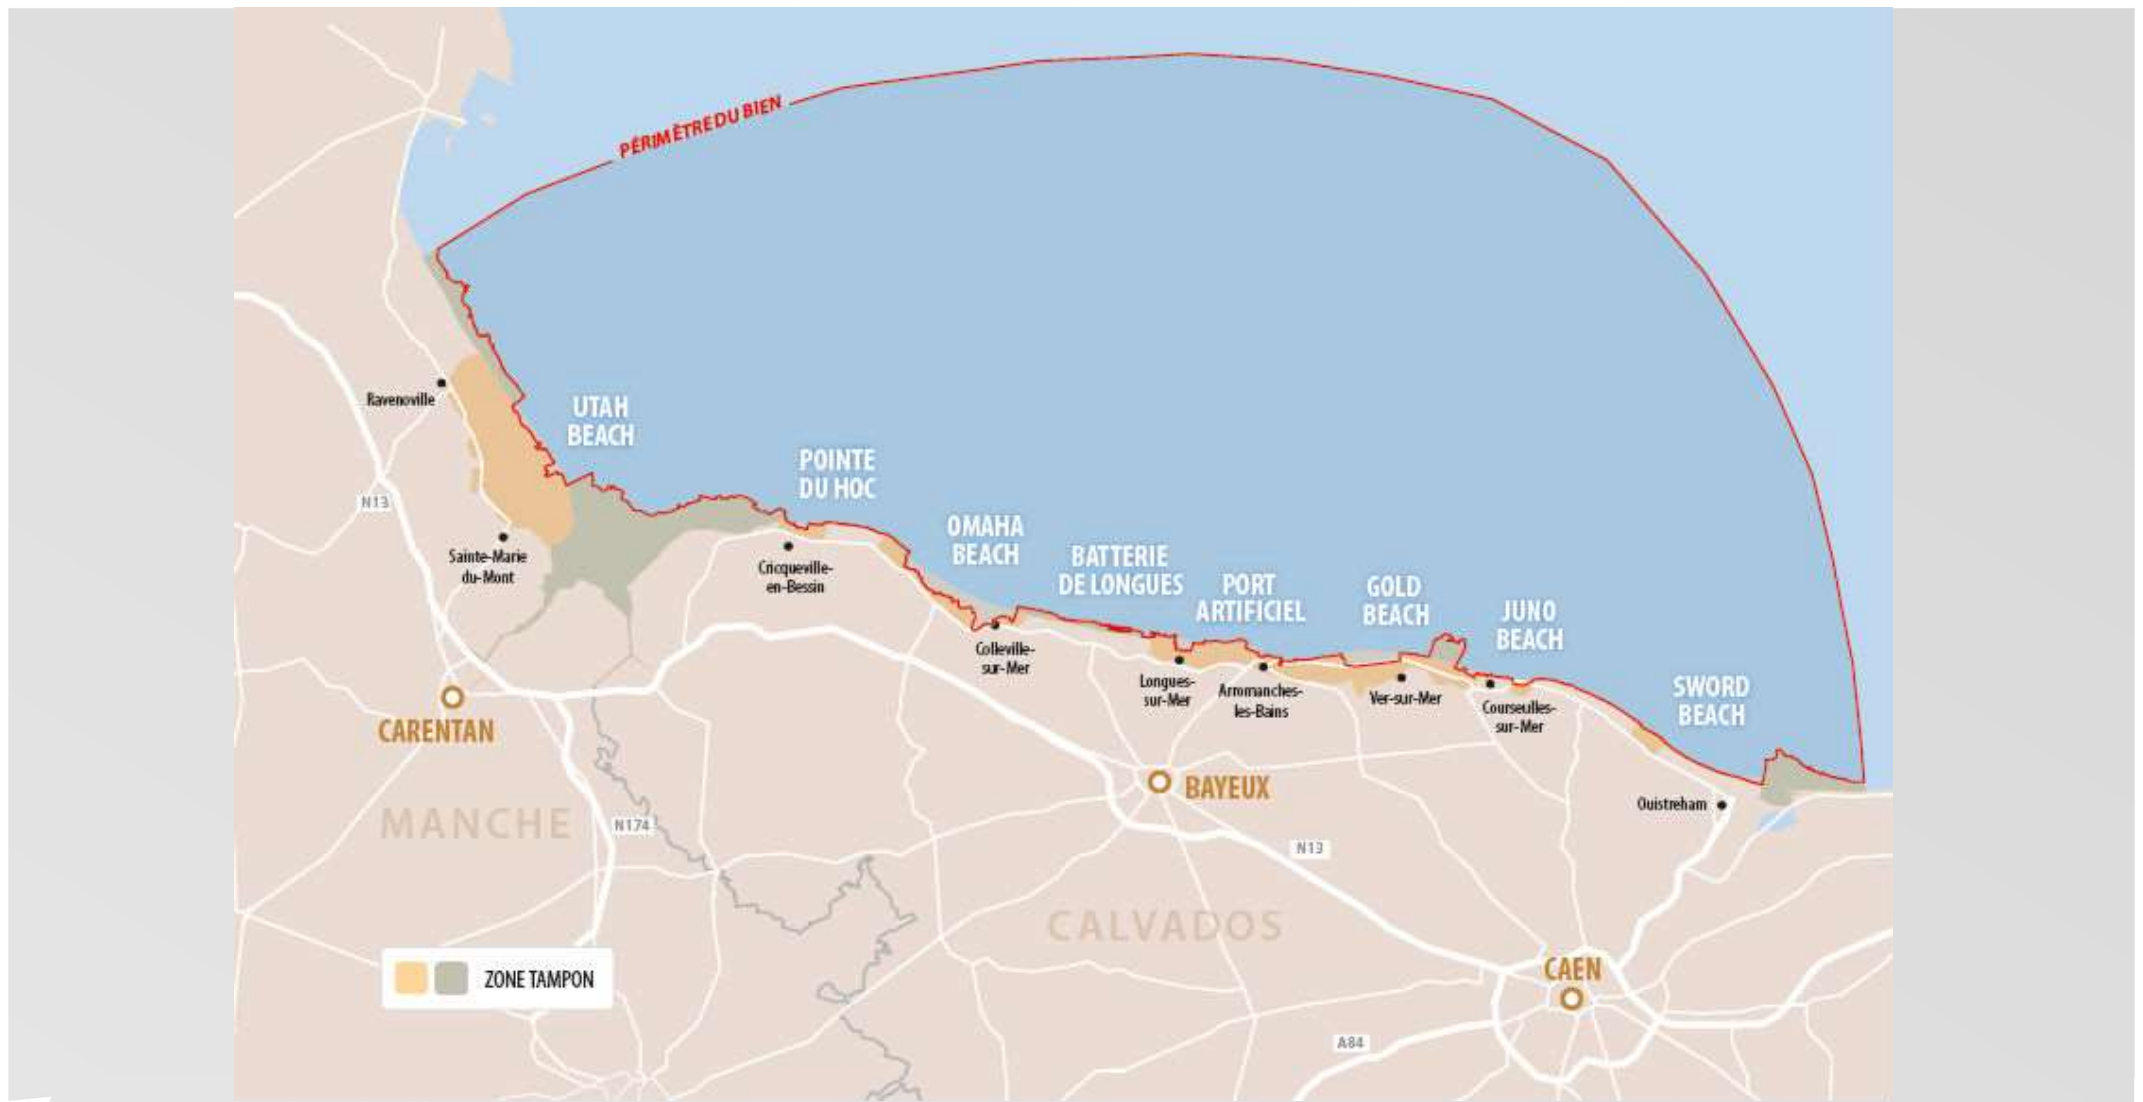 PÉRIMÈTRE DU BIEN
Ravenoville
UTAH
BEACH
POINTE
DU HOC
N13
OMAHA
BEACH
BATTERIE
DE LONGUES
PORT
ARTIFICIEL
GOLD
BEACH
JUNO
BEACH
Sainte-Marie
du-Mont
Cricqueville-
en-Bessin
Colleville-
sur-Mer
Longues-
sur-Mer
Arromanches-
les-Bains
Ver-sur-Mer
Courseulles-
sur-Mer
SWORD
BEACH
CARENTAN
BAYEUX
Ouistreham
MANCHE
N174
N13
CALVADOS
ZONE TAMPON
CAEN
A84